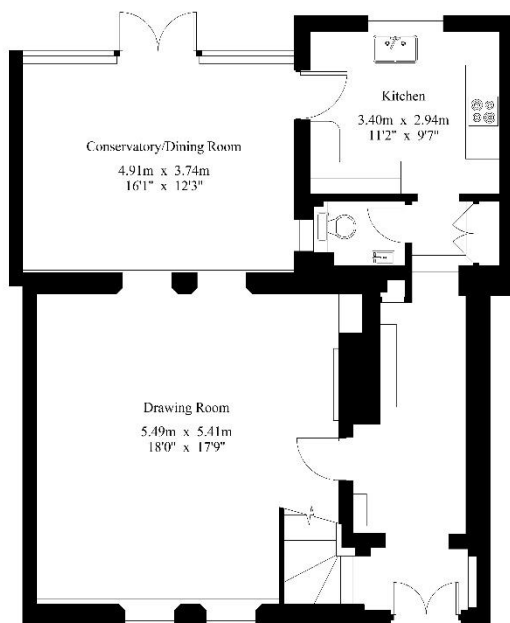 Kitchen
3.40m x 2.94m
11'2" x 9'7"
Conservatory/Dining Room
4.91m x 3.74m
16'1" x 12'3"
Drawing Room
5.49m x 5.41m
18'0" x 17'9"